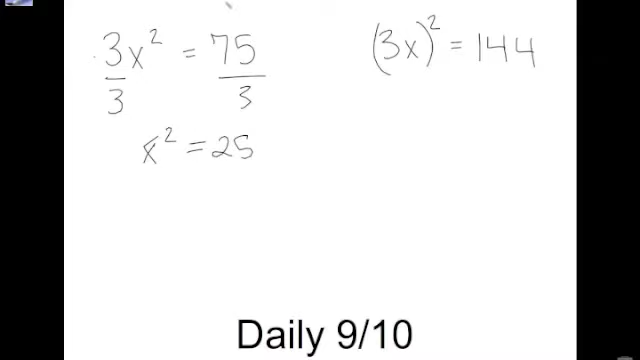 3x² = 75
3 3
x² = 25
(3x)² = 144
Daily 9/10